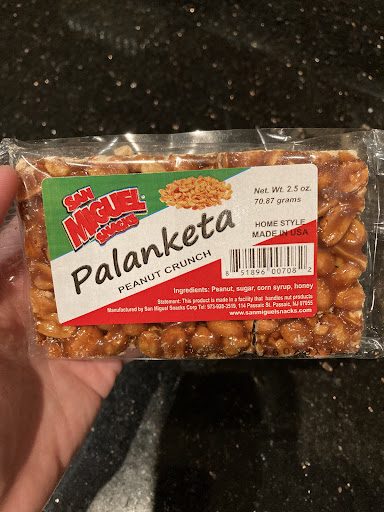 SAN
MIGUEL
SNACKS
Palanketa
PEANUT CRUNCH
Net. Wt. 2.5 oz.
70.87 grams
HOME STYLE
MADE IN USA
8 51896 00708 2
Ingredients: Peanut, sugar, corn syrup, honey
Statement: This product is made in a facility that handles nut products
Manufactured by San Miguel Snacks Corp Tel: 973-928-3519, 114 Passaic St. Passaic, NJ 07055
www.sanmiguelsnacks.com